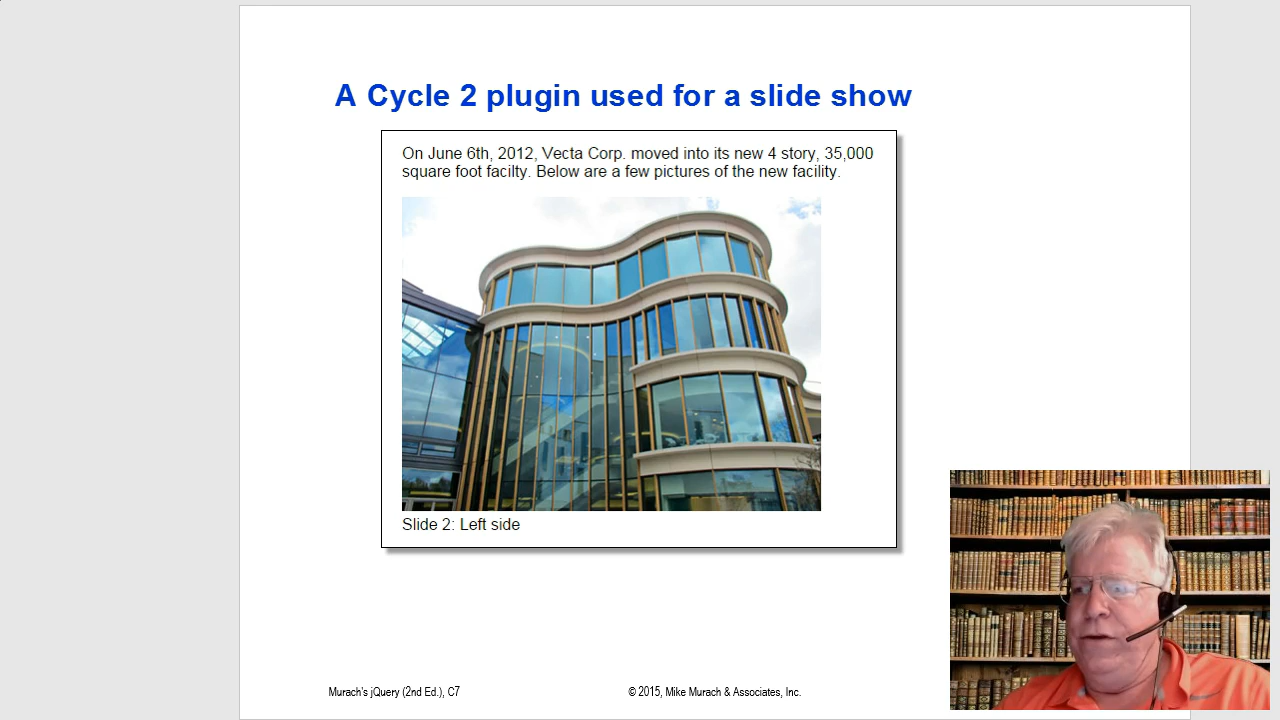 A Cycle 2 plugin used for a slide show
On June 6th, 2012, Vecta Corp. moved into its new 4 story, 35,000
square foot facilty. Below are a few pictures of the new facility.
Slide 2: Left side
Murach's jQuery (2nd Ed.), C7
© 2015, Mike Murach & Associates, Inc.